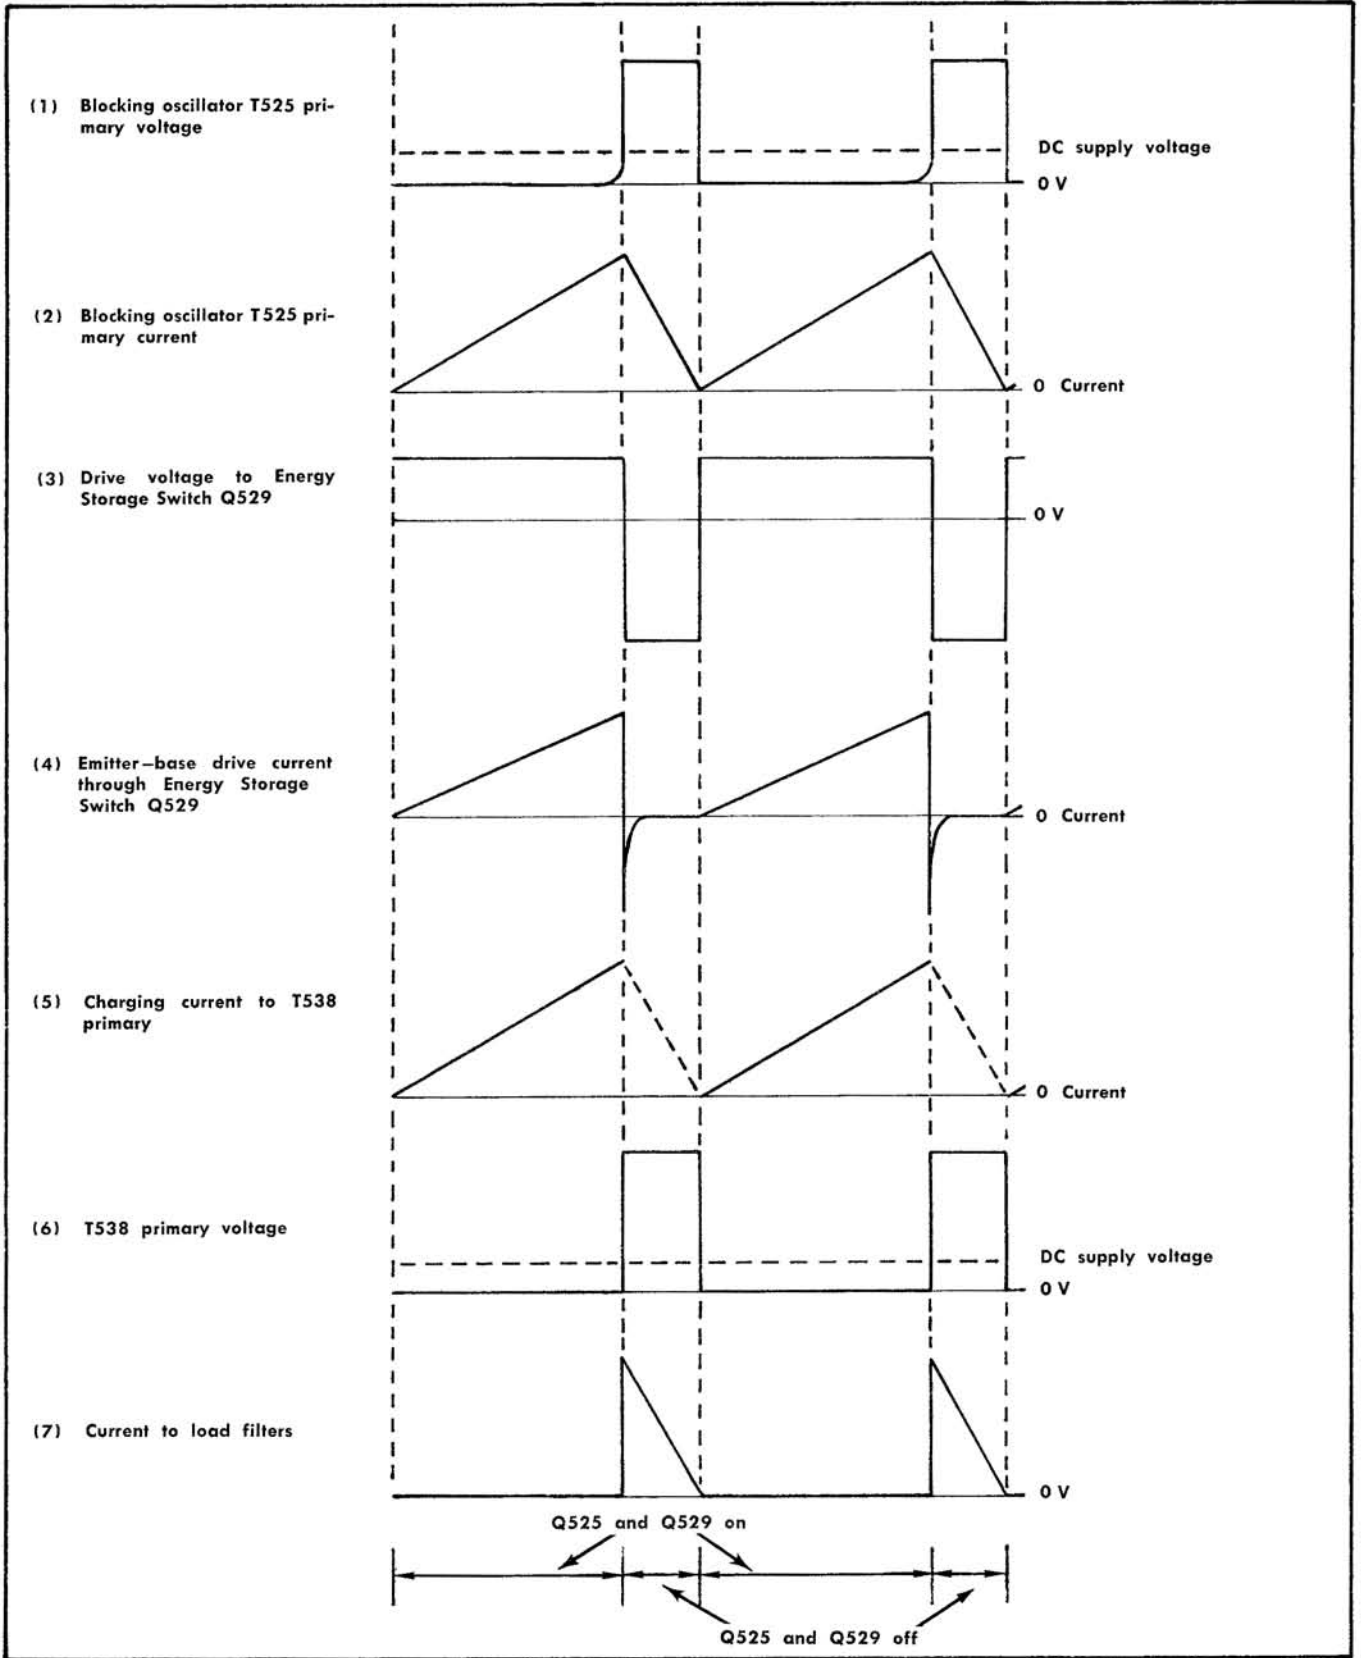 (1) Blocking oscillator T525 pri-
mary voltage
DC supply voltage
0 V
(2) Blocking oscillator T525 pri-
mary current
0 Current
(3) Drive voltage to Energy
Storage Switch Q529
0 V
(4) Emitter-base drive current
through Energy Storage
Switch Q529
0 Current
(5) Charging current to T538
primary
0 Current
(6) T538 primary voltage
DC supply voltage
0 V
(7) Current to load filters
0 V
Q525 and Q529 on
Q525 and Q529 off